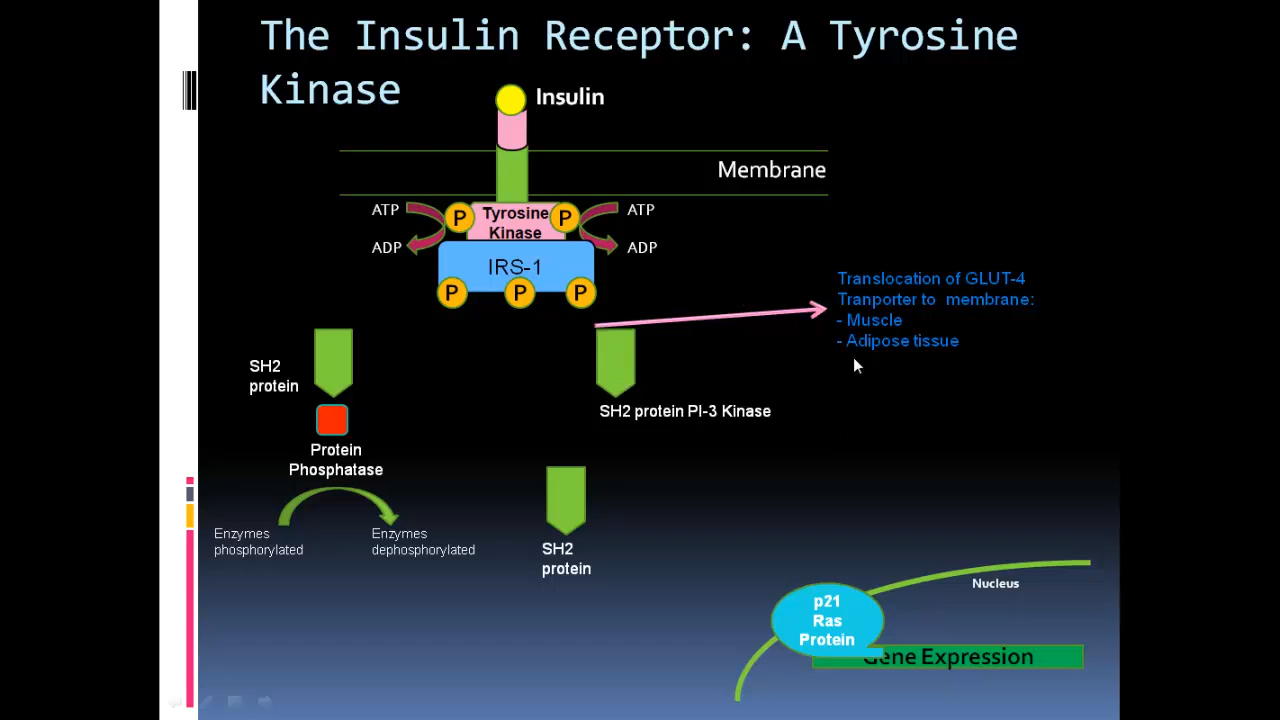 The Insulin Receptor: A Tyrosine
Kinase
Insulin
Membrane
ATP
P
Tyrosine
Kinase
P
ATP
ADP
ADP
IRS-1
P
P
P
Translocation of GLUT-4
Tranporter to membrane:
- Muscle
- Adipose tissue
SH2
protein
SH2 protein PI-3 Kinase
Protein
Phosphatase
Enzymes
phosphorylated
Enzymes
dephosphorylated
SH2
protein
Nucleus
p21
Ras
Protein
Gene Expression